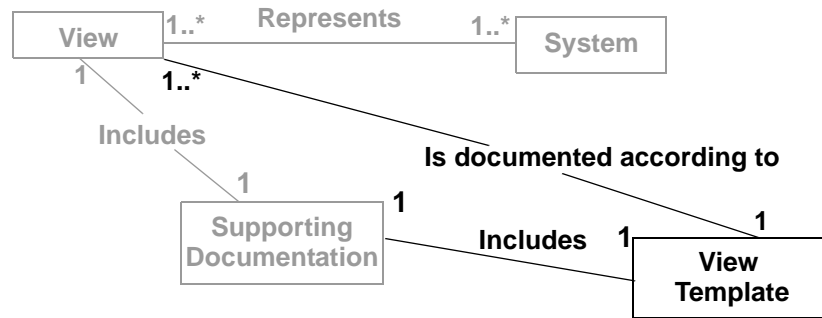 Represents
1..*
1..*
View
System
1
1..*
Includes
Is documented according to
1
1
1
Supporting
Documentation
Includes
1
View
Template